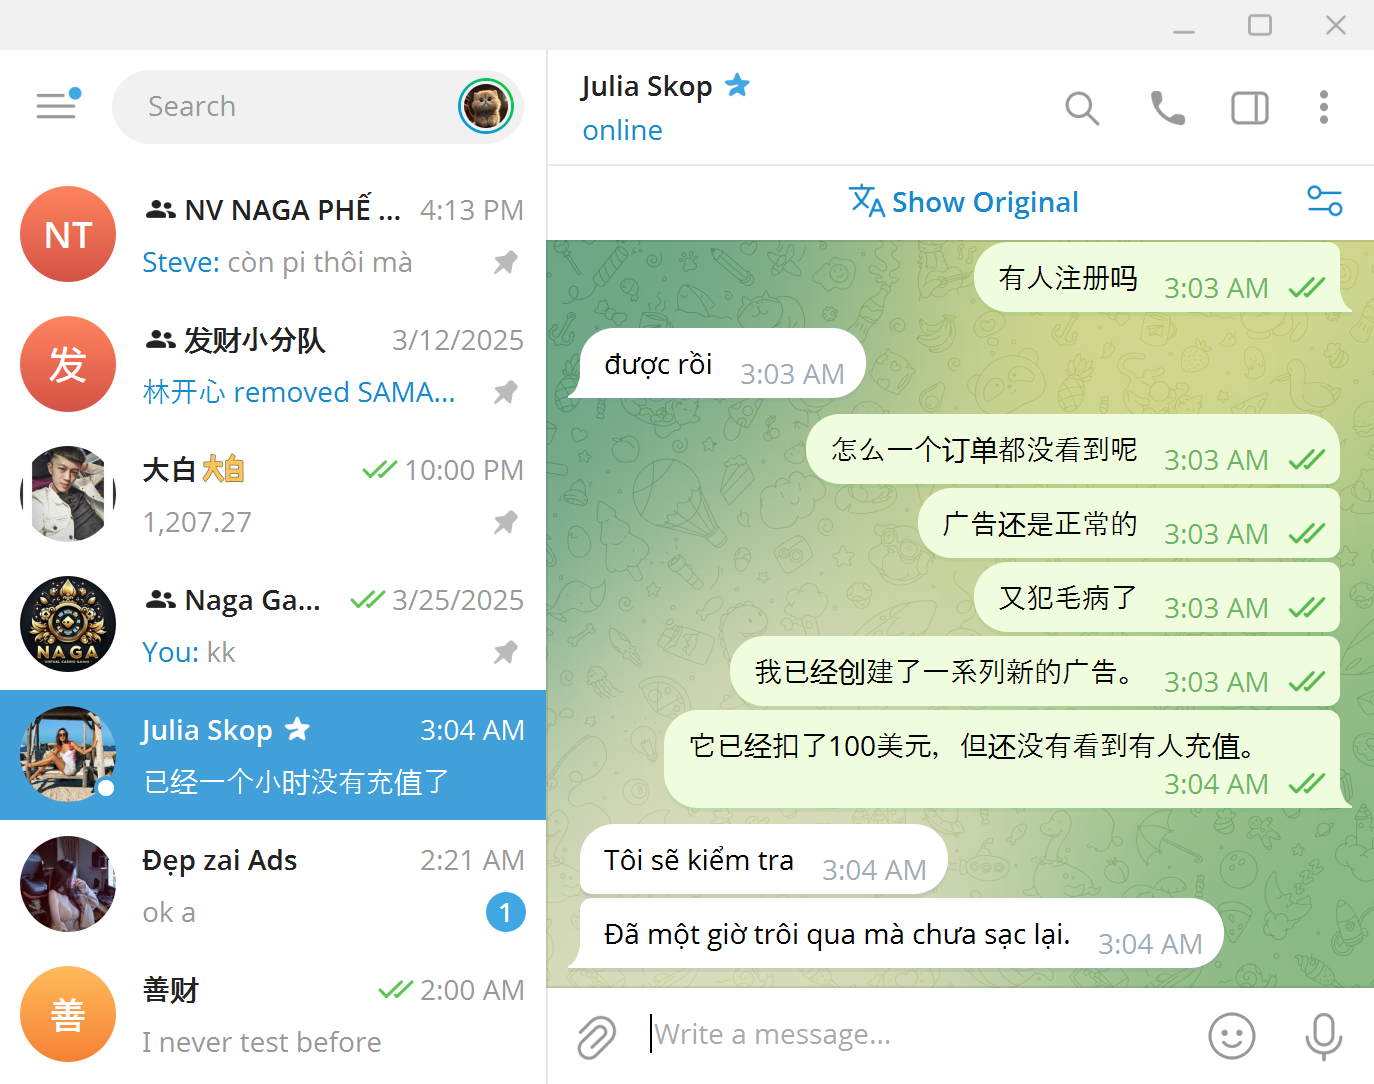 Search
NT
NV NAGA PHẾ ...
4:13 PM
Steve: còn pi thôi mà
发
发财小分队
3/12/2025
林开心 removed SAMA...
大白 大白
10:00 PM
1,207.27
NAGA
Naga Ga...
3/25/2025
You: kk
Julia Skop
3:04 AM
已经一个小时没有充值了
Đẹp zai Ads
2:21 AM
ok a
1
善
善财
2:00 AM
I never test before
Julia Skop
online
Show Original
有人注册吗 3:03 AM
được rồi 3:03 AM
怎么一个订单都没看到呢 3:03 AM
广告还是正常的 3:03 AM
又犯毛病了 3:03 AM
我已经创建了一系列新的广告。 3:03 AM
它已经扣了100美元，但还没有看到有人充值。
3:04 AM
Tôi sẽ kiểm tra 3:04 AM
Đã một giờ trôi qua mà chưa sạc lại. 3:04 AM
Write a message...